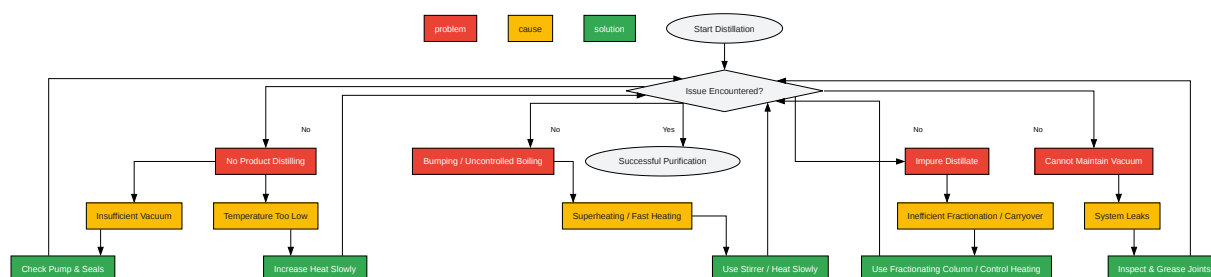 problem
cause
solution
Start Distillation
Issue Encountered?
No
No
Yes
No
No
No Product Distilling
Bumping / Uncontrolled Boiling
Successful Purification
Impure Distillate
Cannot Maintain Vacuum
Insufficient Vacuum
Temperature Too Low
Superheating / Fast Heating
Inefficient Fractionation / Carryover
System Leaks
Check Pump & Seals
Increase Heat Slowly
Use Stirrer / Heat Slowly
Use Fractionating Column / Control Heating
Inspect & Grease Joints